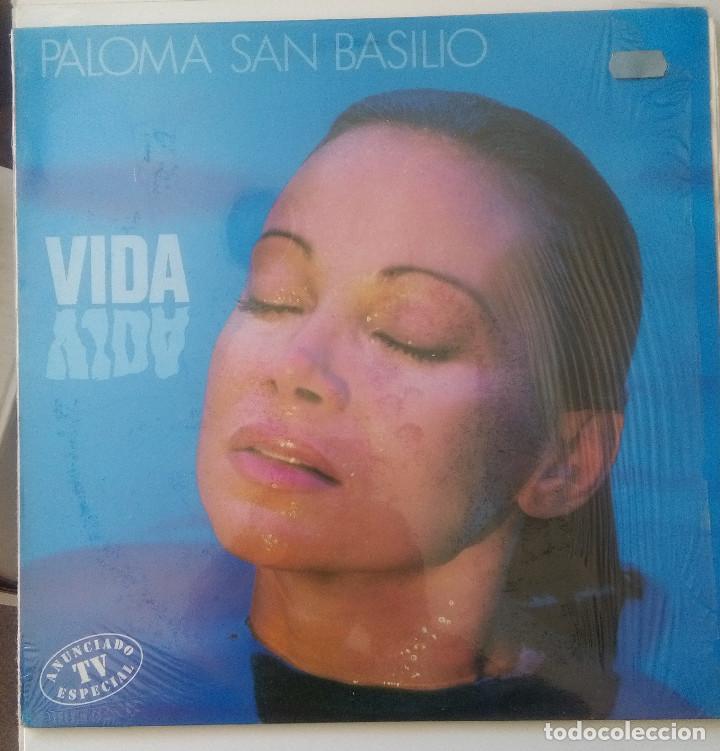 PALOMA SAN BASILIO
VIDA
VIDA
ANUNCIADO
TV
ESPECIAL
todocoleccion